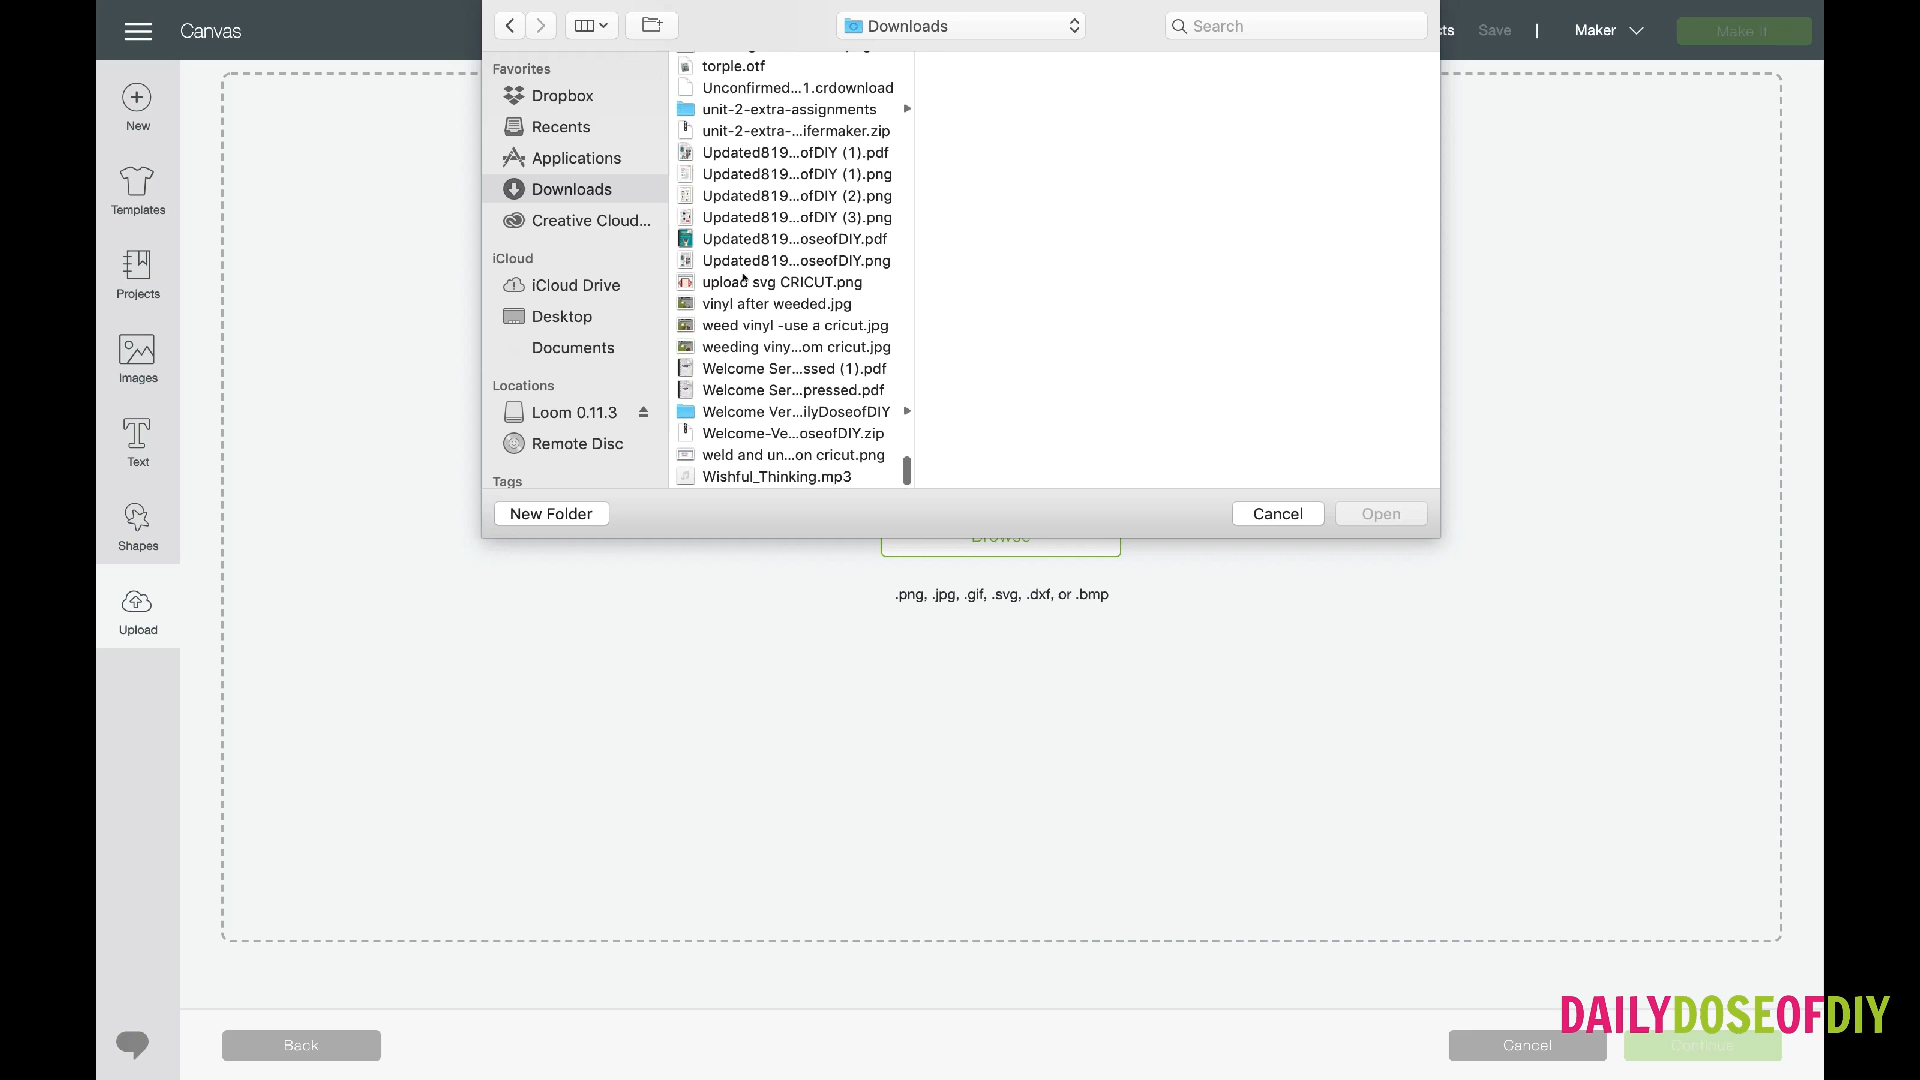 Canvas
Downloads
Search
ts
Save
|
Maker
Make It
New
Templates
Projects
Images
Text
Shapes
Upload
Favorites
Dropbox
Recents
Applications
Downloads
Creative Cloud...
iCloud
iCloud Drive
Desktop
Documents
Locations
Loom 0.11.3
Remote Disc
Tags
torple.otf
Unconfirmed...1.crdownload
unit-2-extra-assignments
unit-2-extra-...ifermaker.zip
Updated819...ofDIY (1).pdf
Updated819...ofDIY (1).png
Updated819...ofDIY (2).png
Updated819...ofDIY (3).png
Updated819...oseofDIY.pdf
Updated819...oseofDIY.png
upload svg CRICUT.png
vinyl after weeded.jpg
weed vinyl -use a cricut.jpg
weeding viny...om cricut.jpg
Welcome Ser...ssed (1).pdf
Welcome Ser...pressed.pdf
Welcome Ver...ilyDoseofDIY
Welcome-Ve...oseofDIY.zip
weld and un...on cricut.png
Wishful_Thinking.mp3
New Folder
Cancel
Open
Browse
.png, .jpg, .gif, .svg, .dxf, or .bmp
Back
Cancel
Continue
DAILYDOSEOFDIY